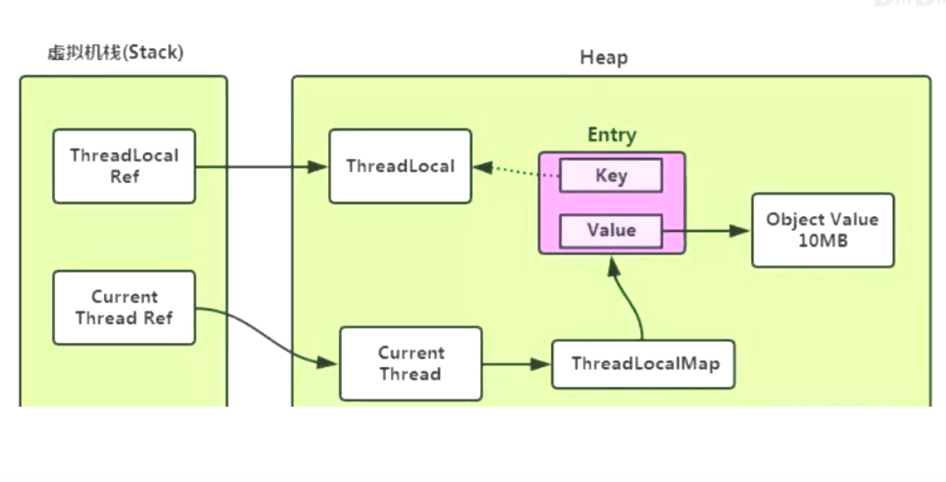 虚拟机栈(Stack)
Heap
ThreadLocal
Ref
ThreadLocal
Entry
Key
Value
Object Value
10MB
Current
Thread Ref
Current
Thread
ThreadLocalMap